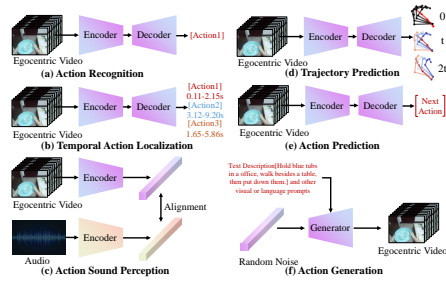 Encoder
Decoder
[Action1]
Egocentric Video
(a) Action Recognition
Encoder
Decoder
[Action1]
0.11-2.15s
[Action2]
3.12-9.20s
[Action3]
1.65-5.86s
Egocentric Video
(b) Temporal Action Localization
Encoder
Egocentric Video
Alignment
Encoder
Audio
(c) Action Sound Perception
Encoder
Decoder
0
t
2t
Egocentric Video
(d) Trajectory Prediction
Encoder
Decoder
[Next
Action]
Egocentric Video
(e) Action Prediction
Text Description[Hold blue tubs
in a office, walk besides a table,
then put down them.] and other
visual or language prompts
Generator
Random Noise
Egocentric Video
(f) Action Generation